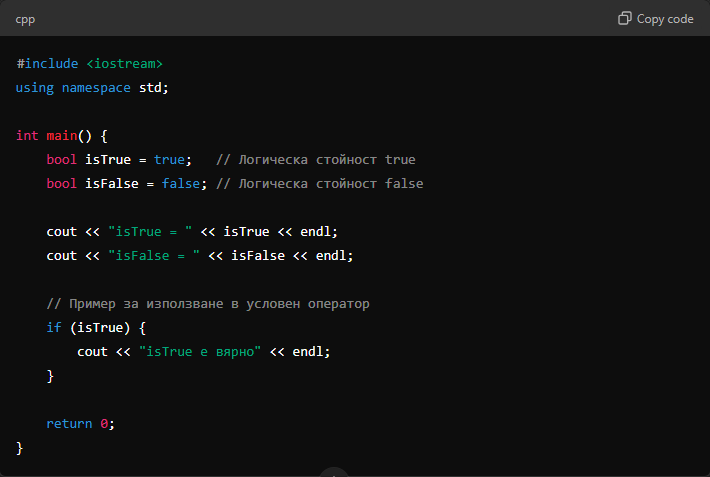 cpp
Copy code
#include <iostream>
using namespace std;
int main() {
bool isTrue = true; // Логическа стойност true
bool isFalse = false; // Логическа стойност false
cout << "isTrue = " << isTrue << endl;
cout << "isFalse = " << isFalse << endl;
// Пример за използване в условен оператор
if (isTrue) {
cout << "isTrue е вярно" << endl;
}
return 0;
}